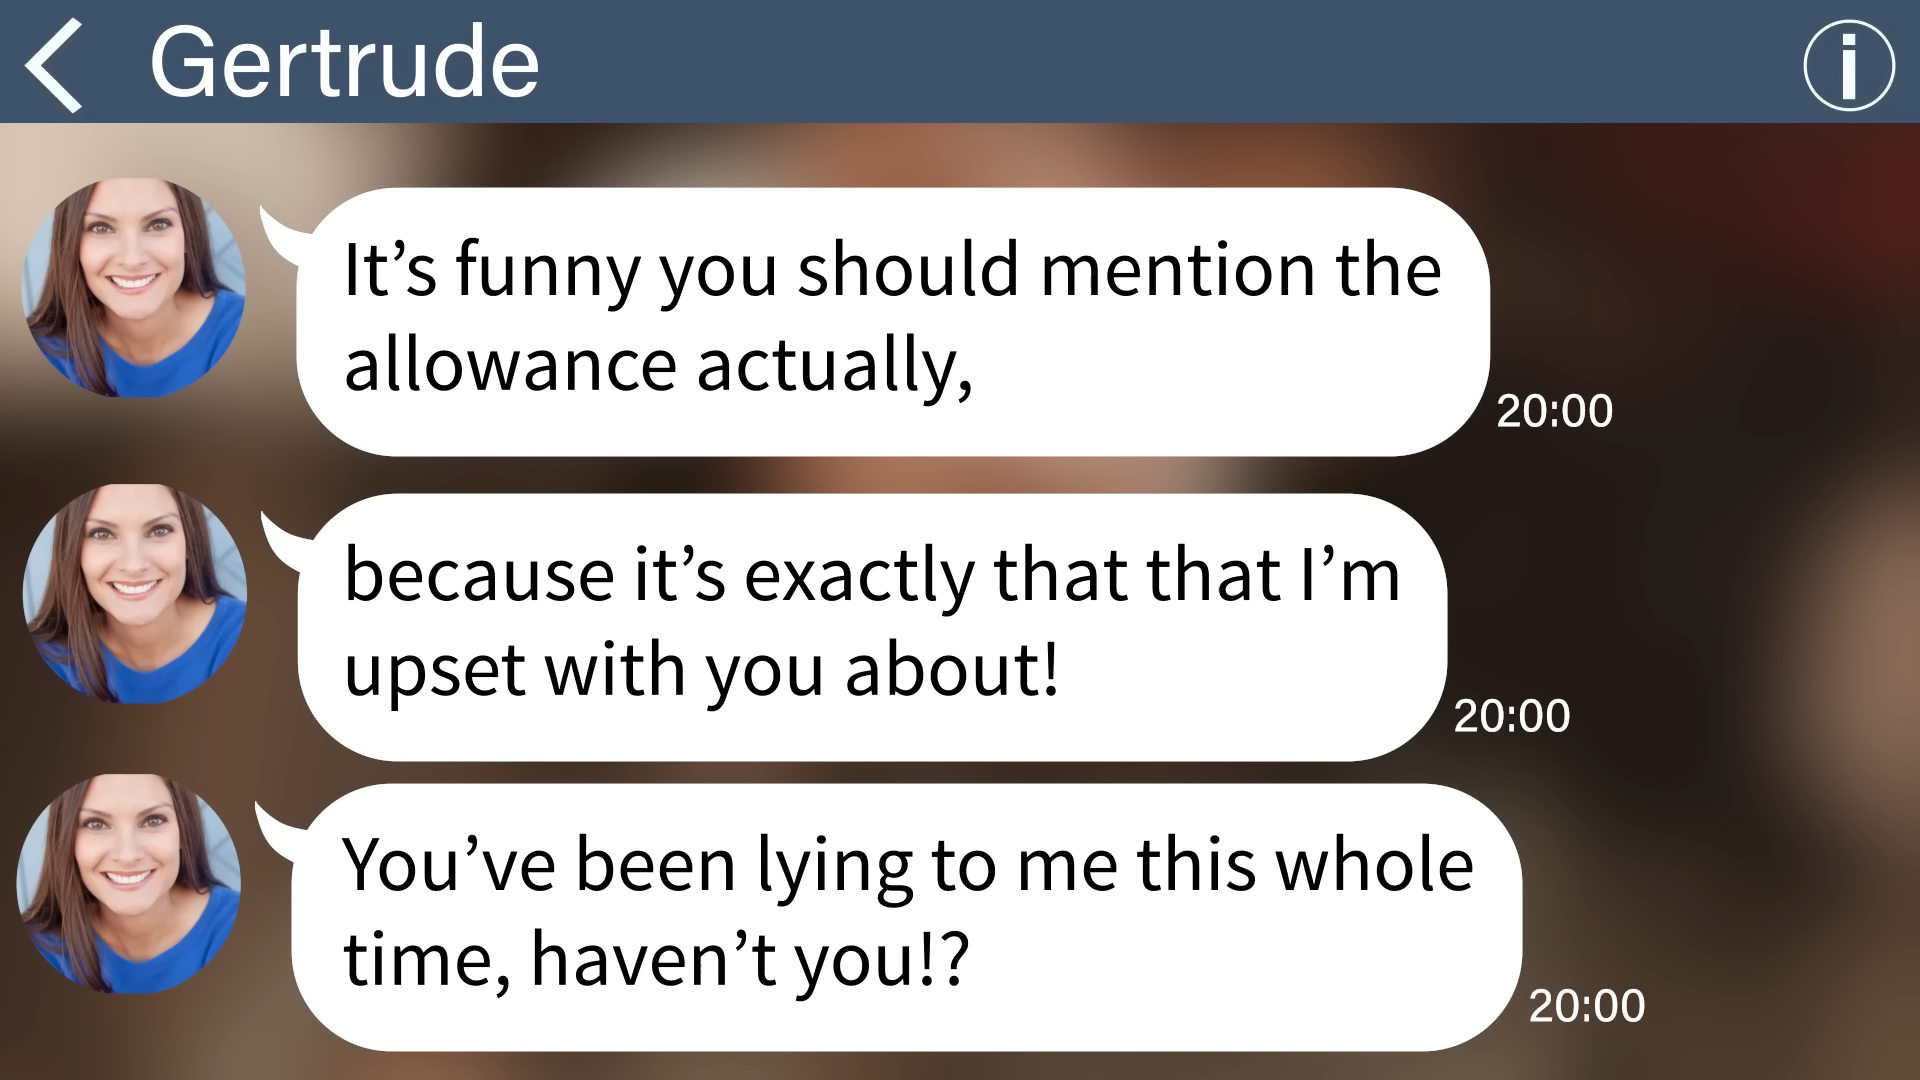 Gertrude
It’s funny you should mention the
allowance actually,
20:00
because it’s exactly that that I’m
upset with you about!
20:00
You’ve been lying to me this whole
time, haven’t you!?
20:00